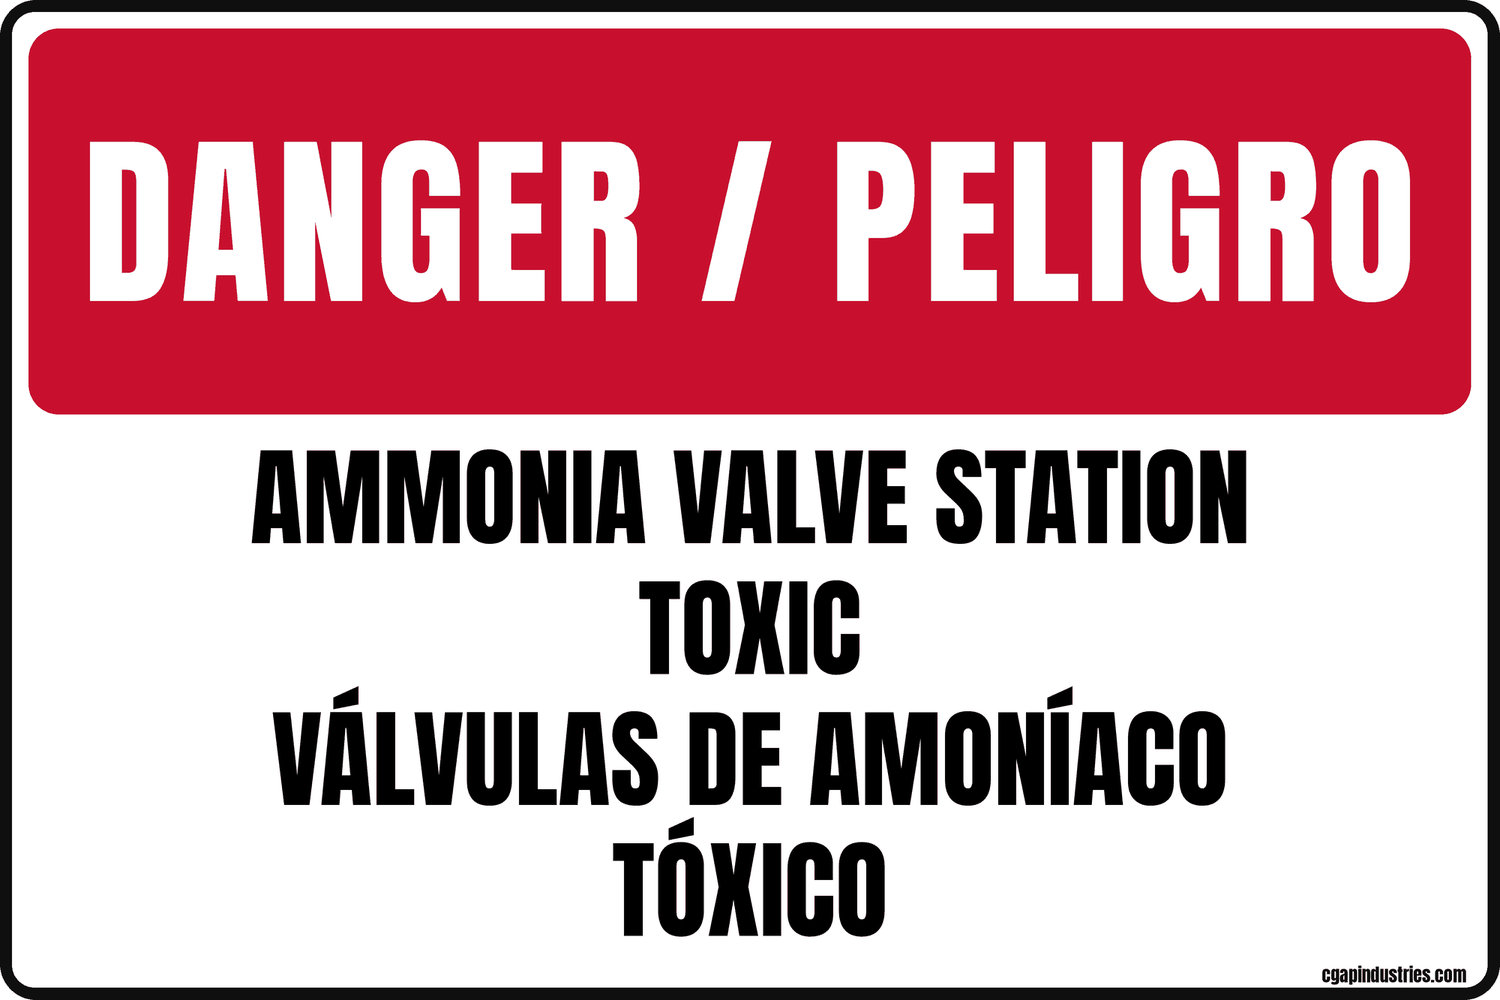 DANGER / PELIGRO
AMMONIA VALVE STATION
TOXIC
VÁLVULAS DE AMONÍACO
TÓXICO
cgapindustries.com